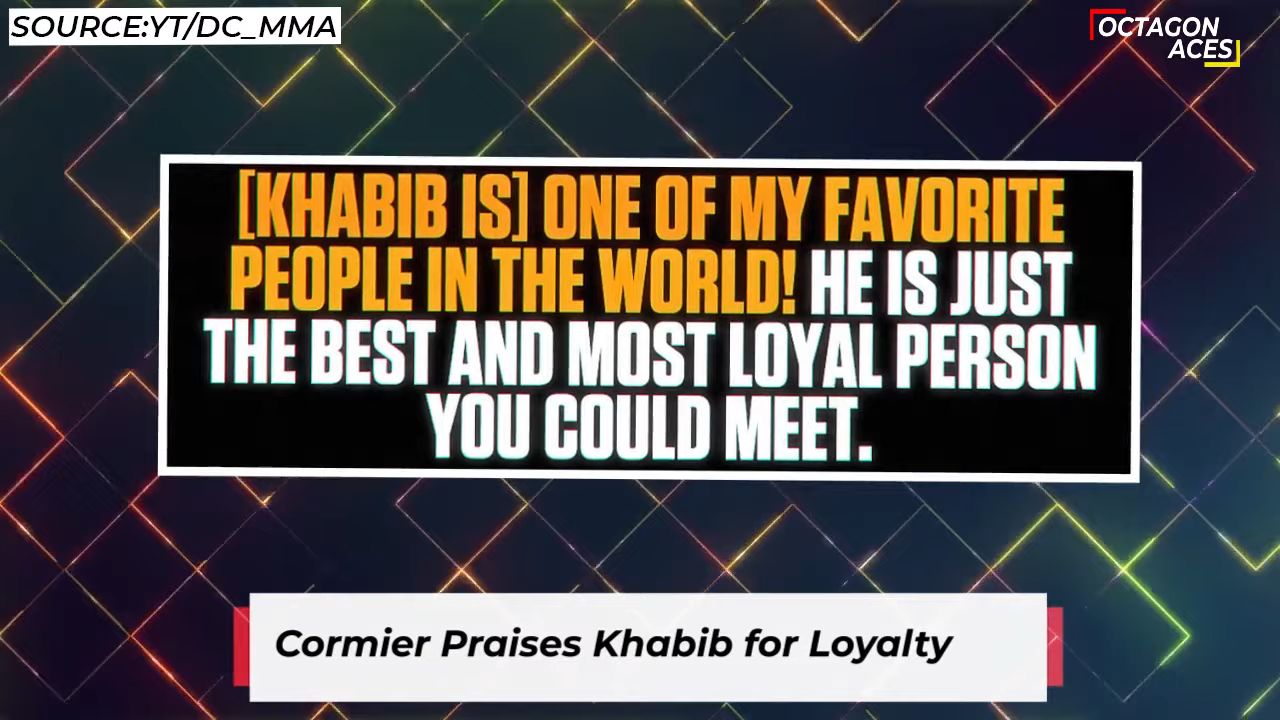 SOURCE:YT/DC_MMA
OCTAGON
ACES
[KHABIB IS] ONE OF MY FAVORITE
PEOPLE IN THE WORLD! HE IS JUST
THE BEST AND MOST LOYAL PERSON
YOU COULD MEET.
Cormier Praises Khabib for Loyalty